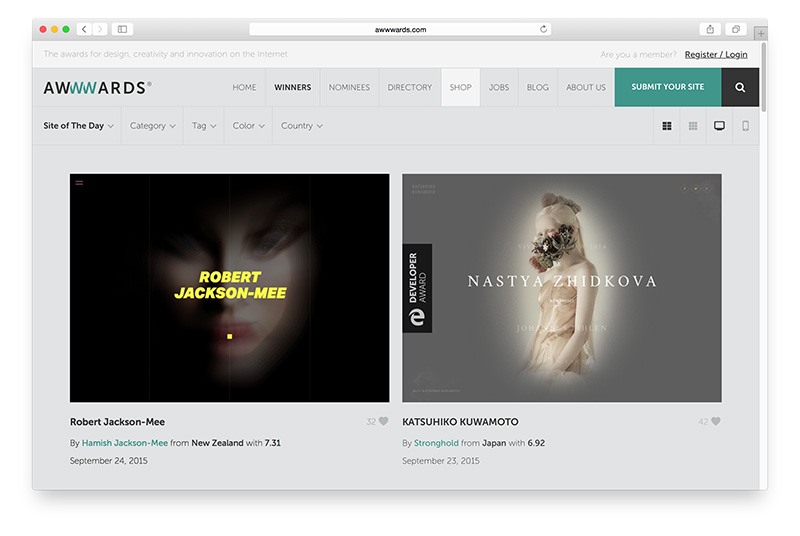 awwwards.com
The awards for design, creativity and innovation on the Internet
Are you a member? Register / Login
AWWWARDS®
HOME WINNERS NOMINEES DIRECTORY SHOP JOBS BLOG ABOUT US SUBMIT YOUR SITE
Site of The Day Category Tag Color Country
ROBERT
JACKSON-MEE
KATSUHIKO
KUWAMOTO
NASTYA ZHIDKOVA
DEVELOPER
AWARD
Robert Jackson-Mee 32
By Hamish Jackson-Mee from New Zealand with 7.31
September 24, 2015
KATSUHIKO KUWAMOTO 42
By Stronghold from Japan with 6.92
September 23, 2015